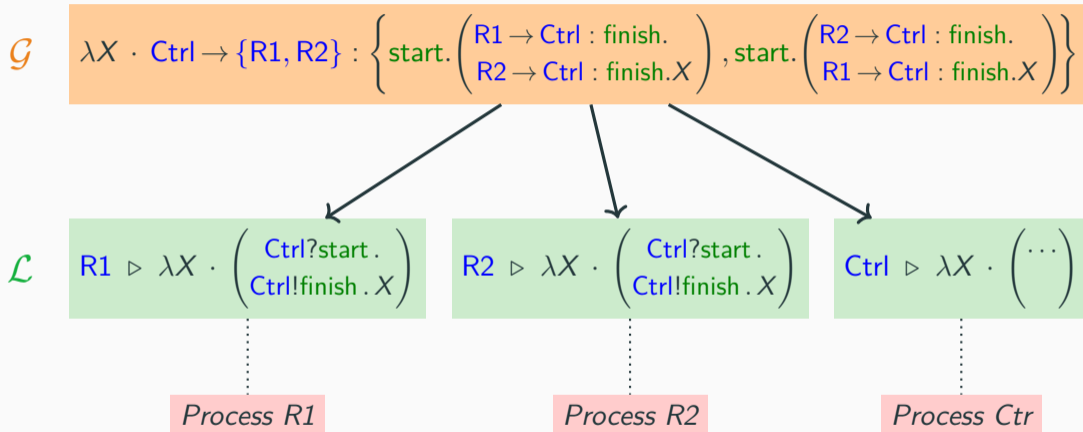 𝒢 λX · Ctrl → {R1, R2} : { start. ( R1 → Ctrl : finish. R2 → Ctrl : finish.X ) , start. ( R2 → Ctrl : finish. R1 → Ctrl : finish.X ) }
ℒ R1 ▷ λX · ( Ctrl?start . Ctrl!finish . X ) R2 ▷ λX · ( Ctrl?start . Ctrl!finish . X ) Ctrl ▷ λX · ( ... )
Process R1 Process R2 Process Ctr